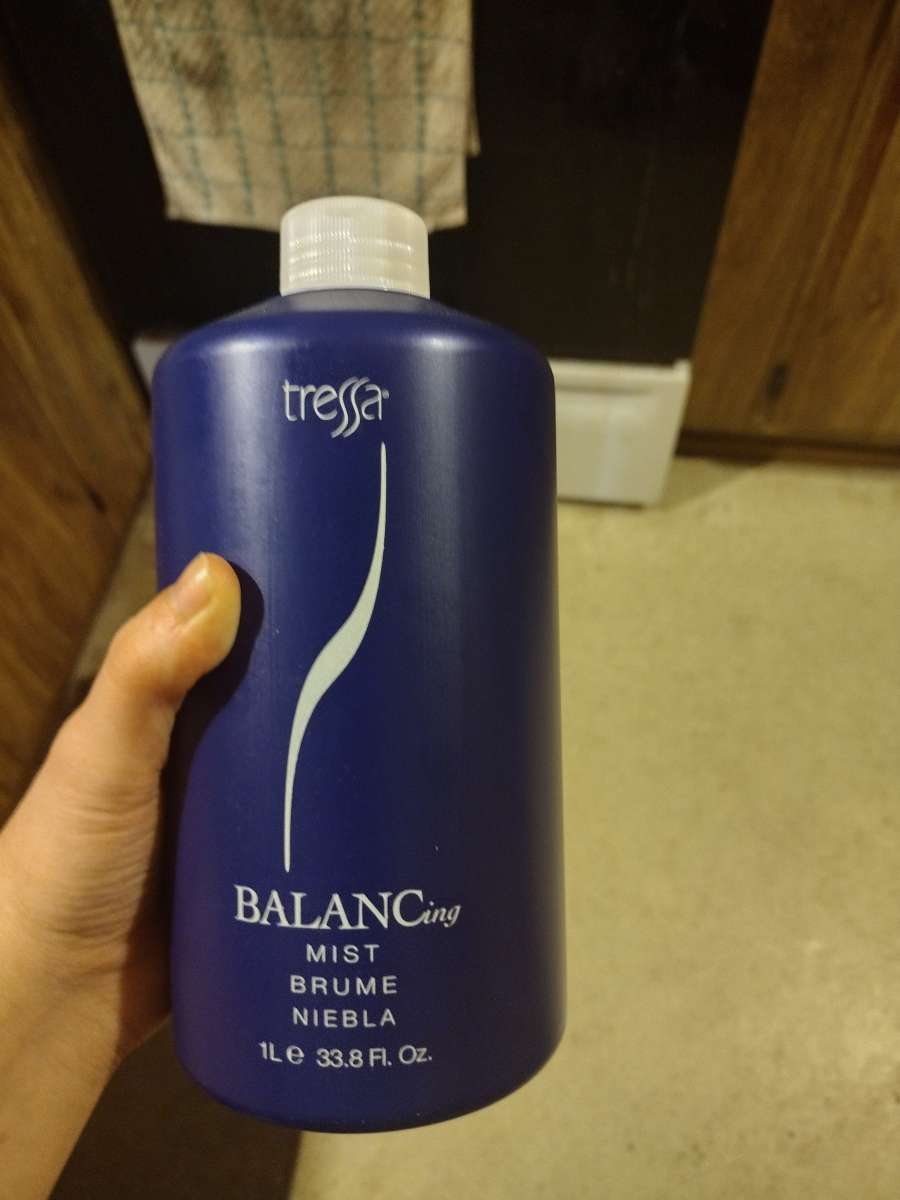 tressa®
BALANCing
MIST
BRUME
NIEBLA
1L e 33.8 Fl. Oz.